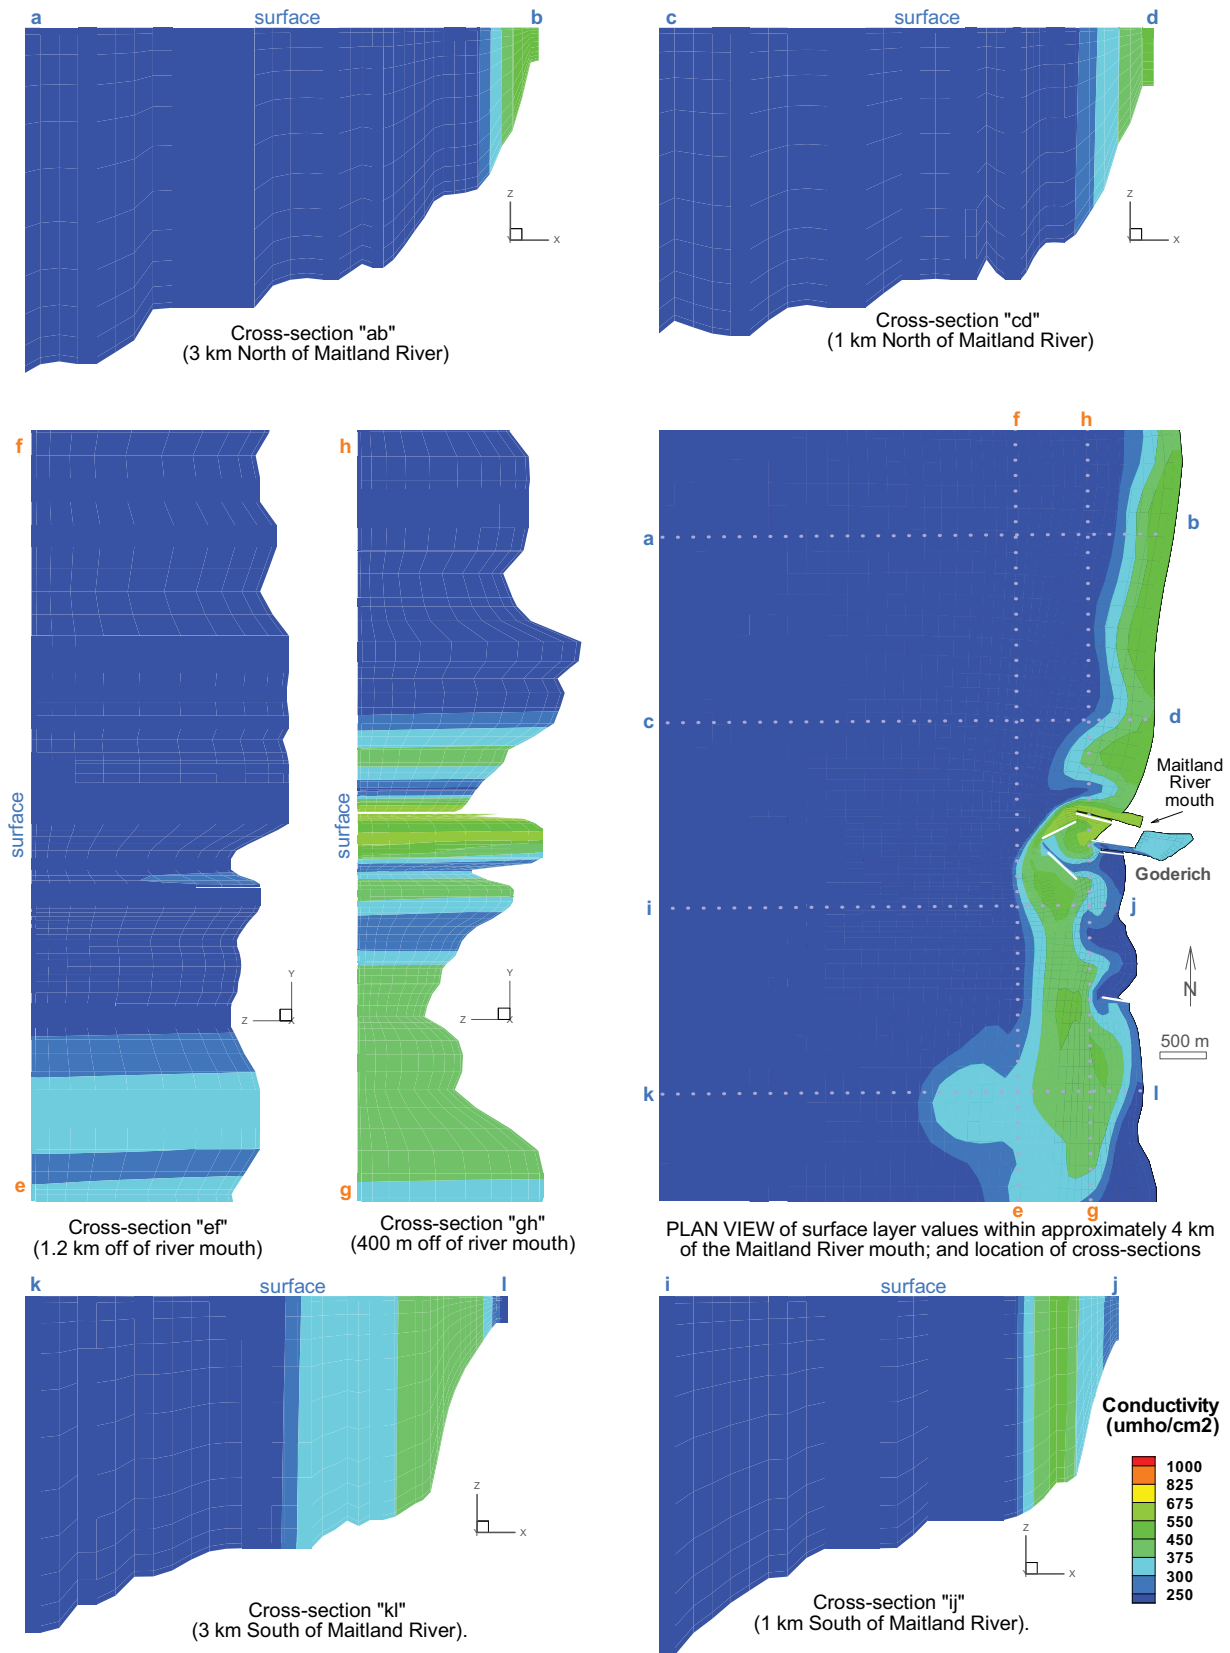 a surface b
c surface d
Z
X
Y
Z
X
Y
Cross-section "ab"
(3 km North of Maitland River)
Cross-section "cd"
(1 km North of Maitland River)
f
surface
e
Y
Z
X
Cross-section "ef"
(1.2 km off of river mouth)
h
surface
g
Y
Z
X
Cross-section "gh"
(400 m off of river mouth)
f h
a b
c d
Maitland
River
mouth
Goderich
i j
N
500 m
k l
e g
PLAN VIEW of surface layer values within approximately 4 km
of the Maitland River mouth; and location of cross-sections
k surface l
Z
X
Y
Cross-section "kl"
(3 km South of Maitland River).
i surface j
Z
X
Y
Cross-section "ij"
(1 km South of Maitland River).
Conductivity
(umho/cm2)
1000
825
675
550
450
375
300
250